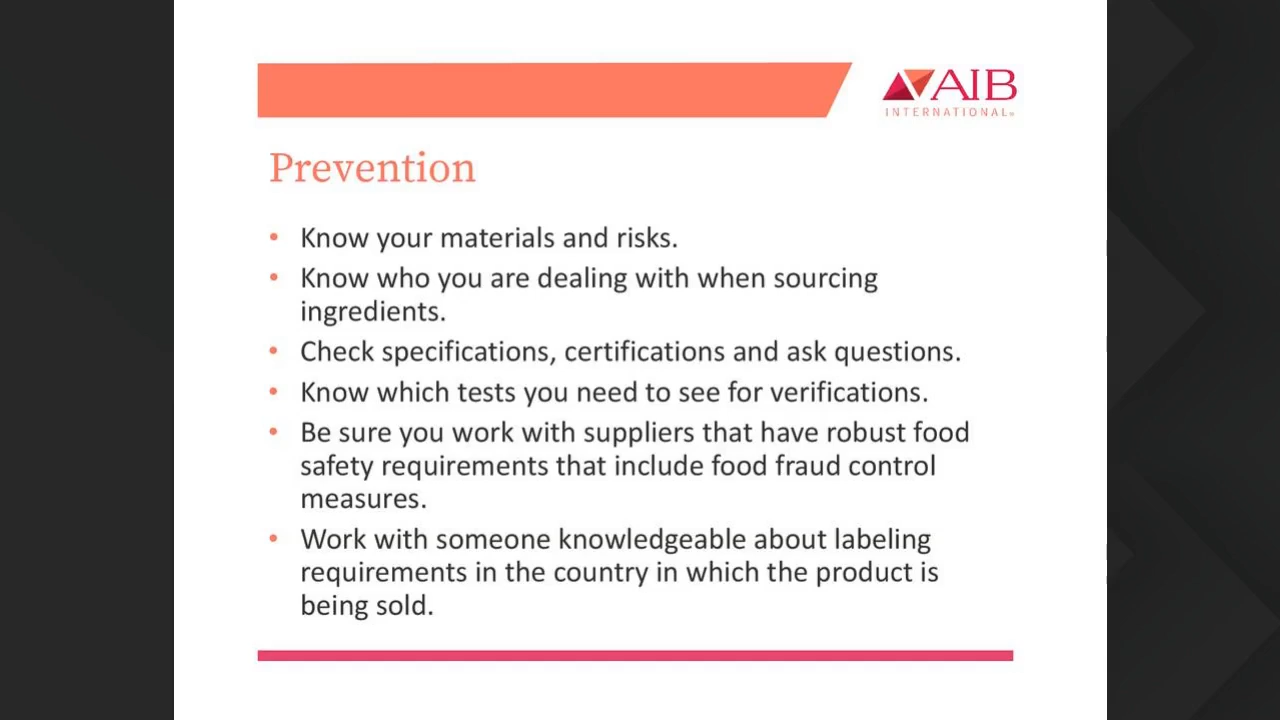 AIB
INTERNATIONAL
Prevention
• Know your materials and risks.
• Know who you are dealing with when sourcing
ingredients.
• Check specifications, certifications and ask questions.
• Know which tests you need to see for verifications.
• Be sure you work with suppliers that have robust food
safety requirements that include food fraud control
measures.
• Work with someone knowledgeable about labeling
requirements in the country in which the product is
being sold.